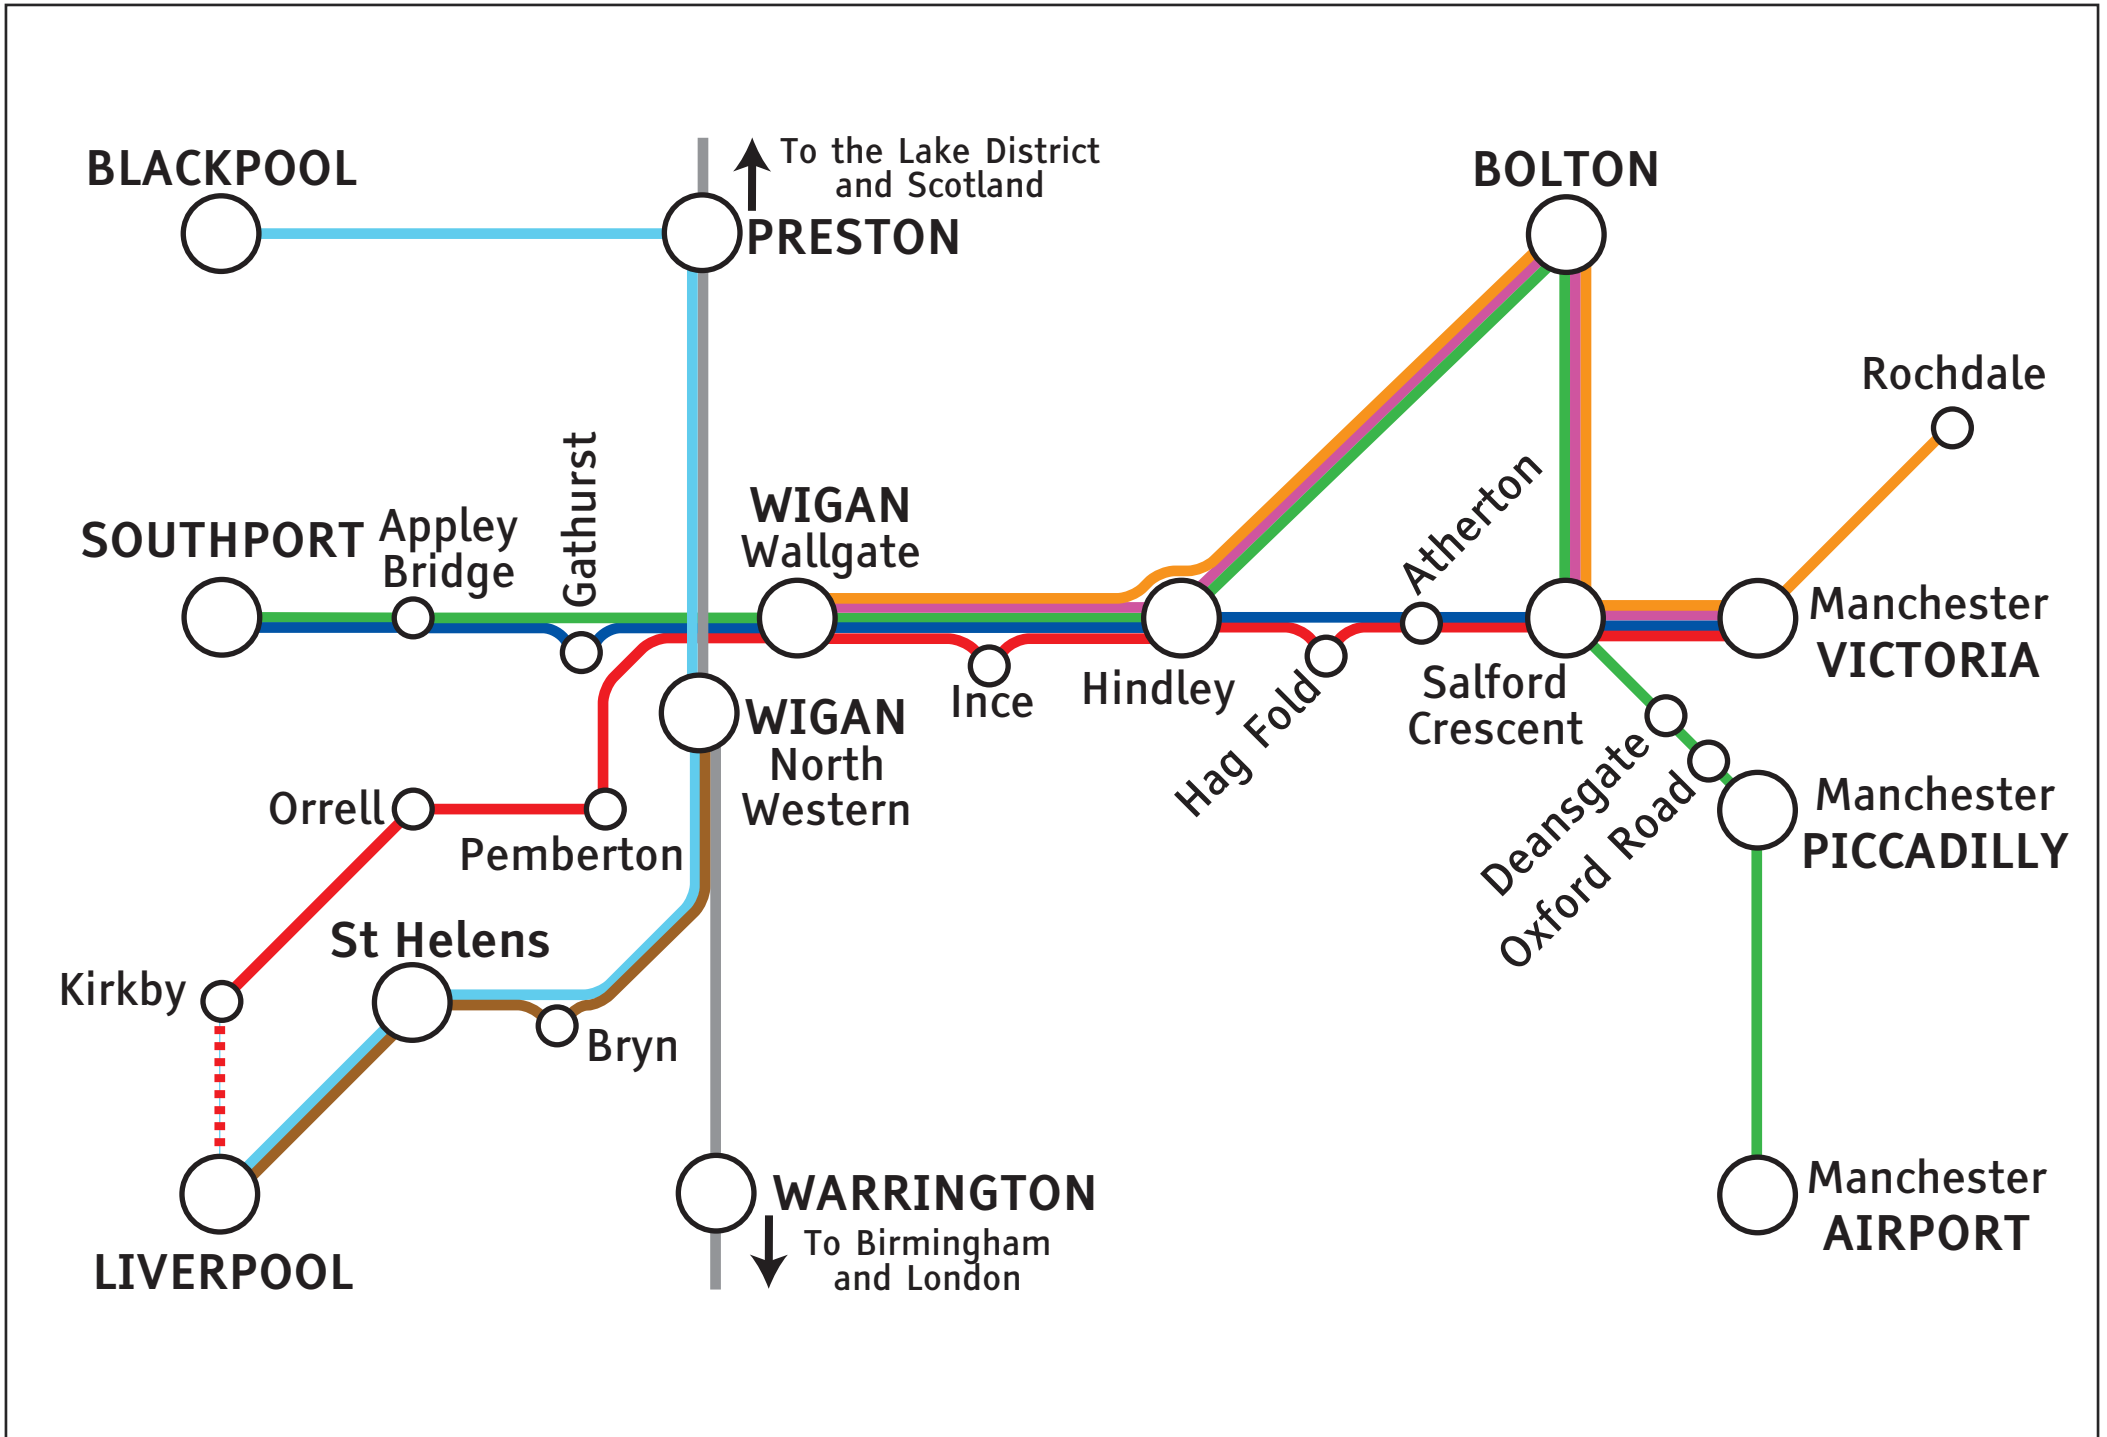 BLACKPOOL
To the Lake District
and Scotland
PRESTON
BOLTON
Rochdale
SOUTHPORT
Appley
Bridge
Gathurst
WIGAN
Wallgate
Atherton
Manchester
VICTORIA
Ince
Hindley
Hag Fold
Salford
Crescent
WIGAN
North
Western
Orrell
Pemberton
Deansgate
Oxford Road
Manchester
PICCADILLY
St Helens
Kirkby
Bryn
WARRINGTON
To Birmingham
and London
Manchester
AIRPORT
LIVERPOOL